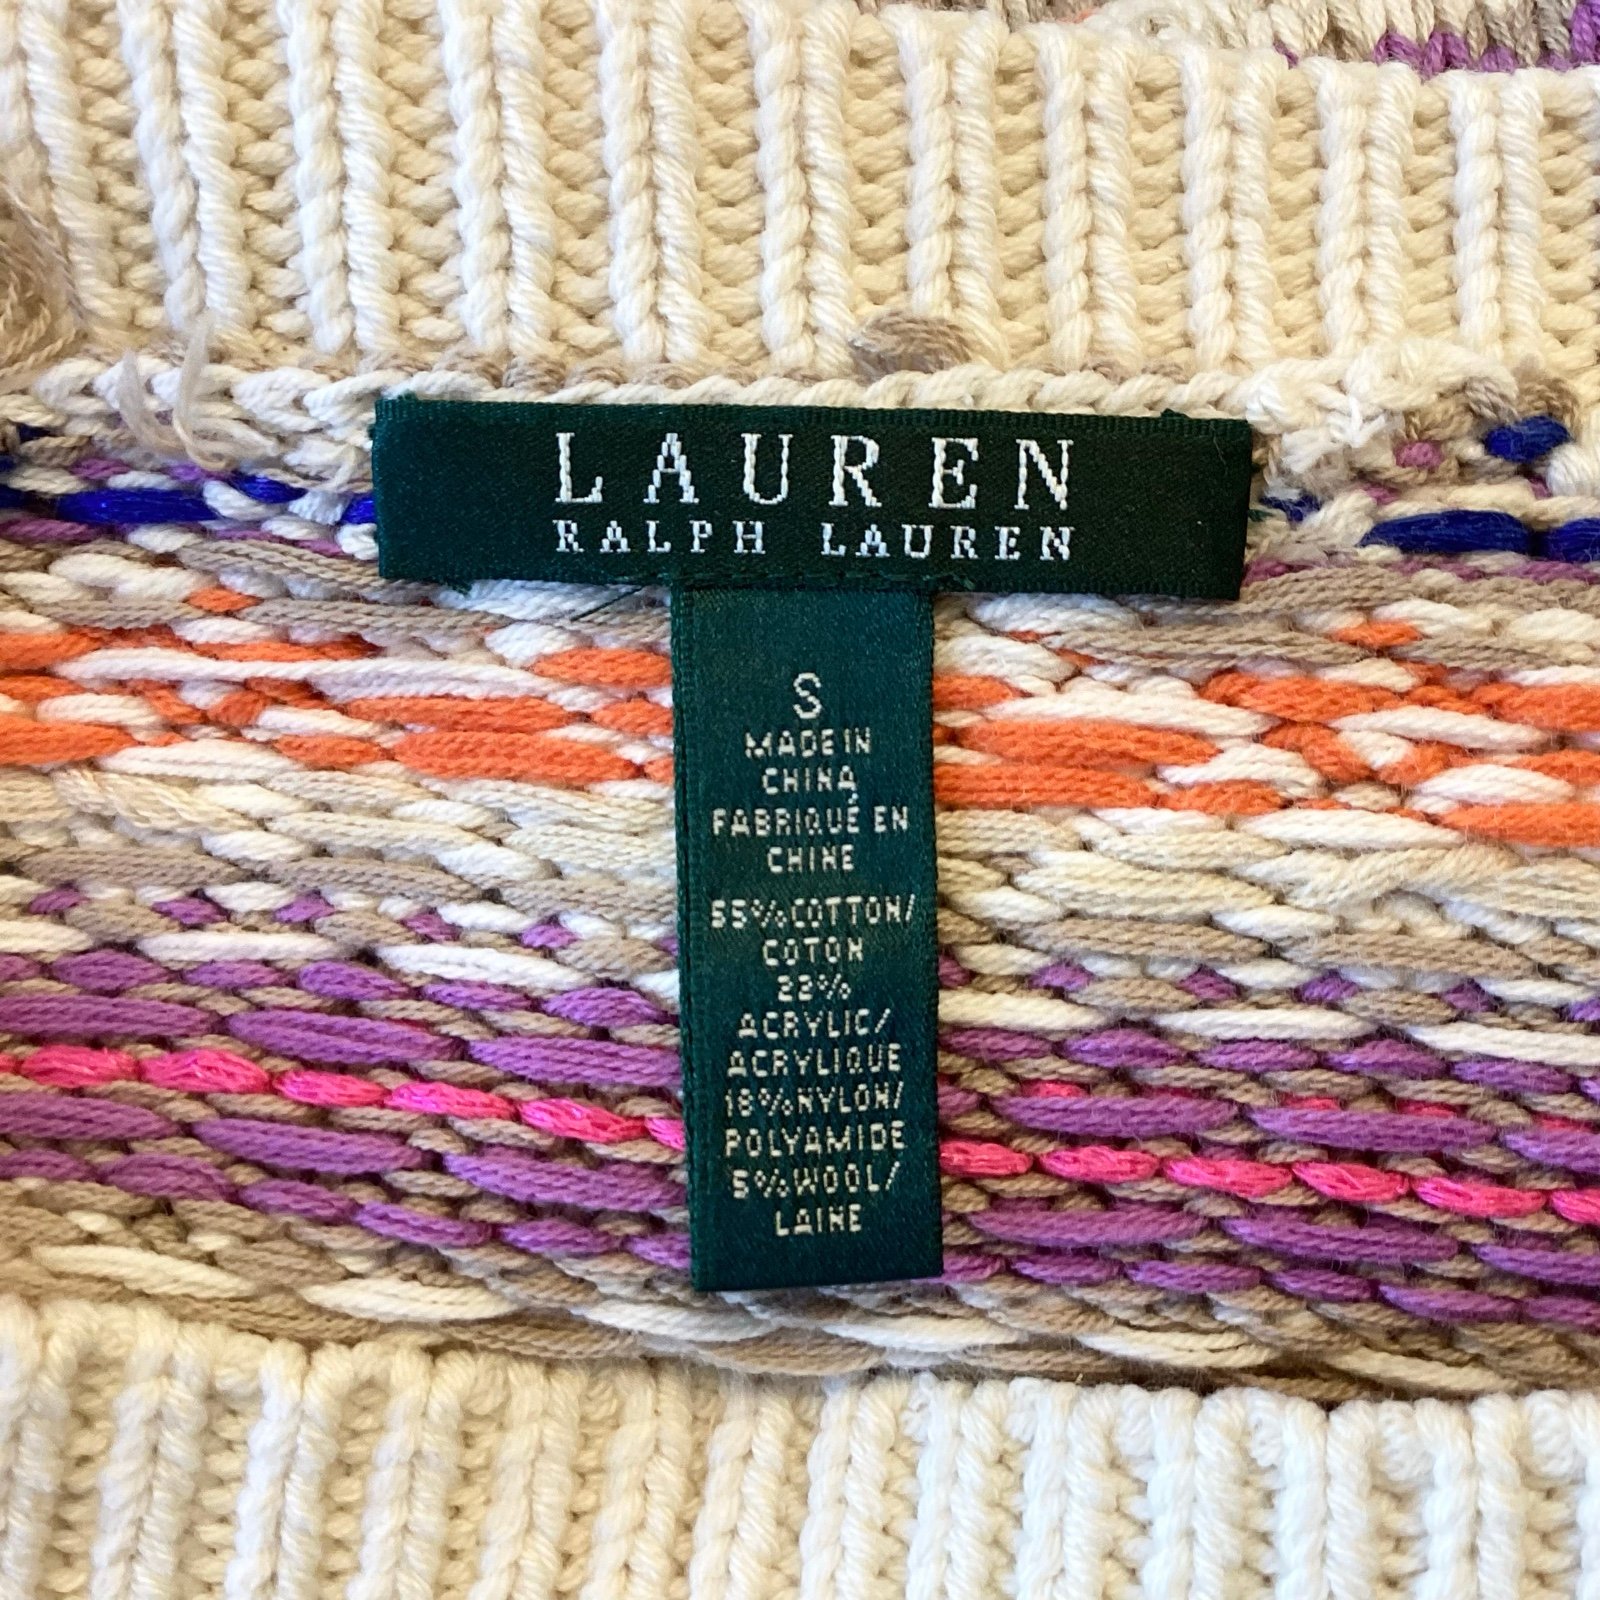 LAUREN
RALPH LAUREN
S
MADE IN
CHINA
FABRIQUÉ EN
CHINE
55%COTTON/
COTON
22%
ACRYLIC/
ACRYLIQUE
18%NYLON/
POLYAMIDE
5%WOOL/
LAINE